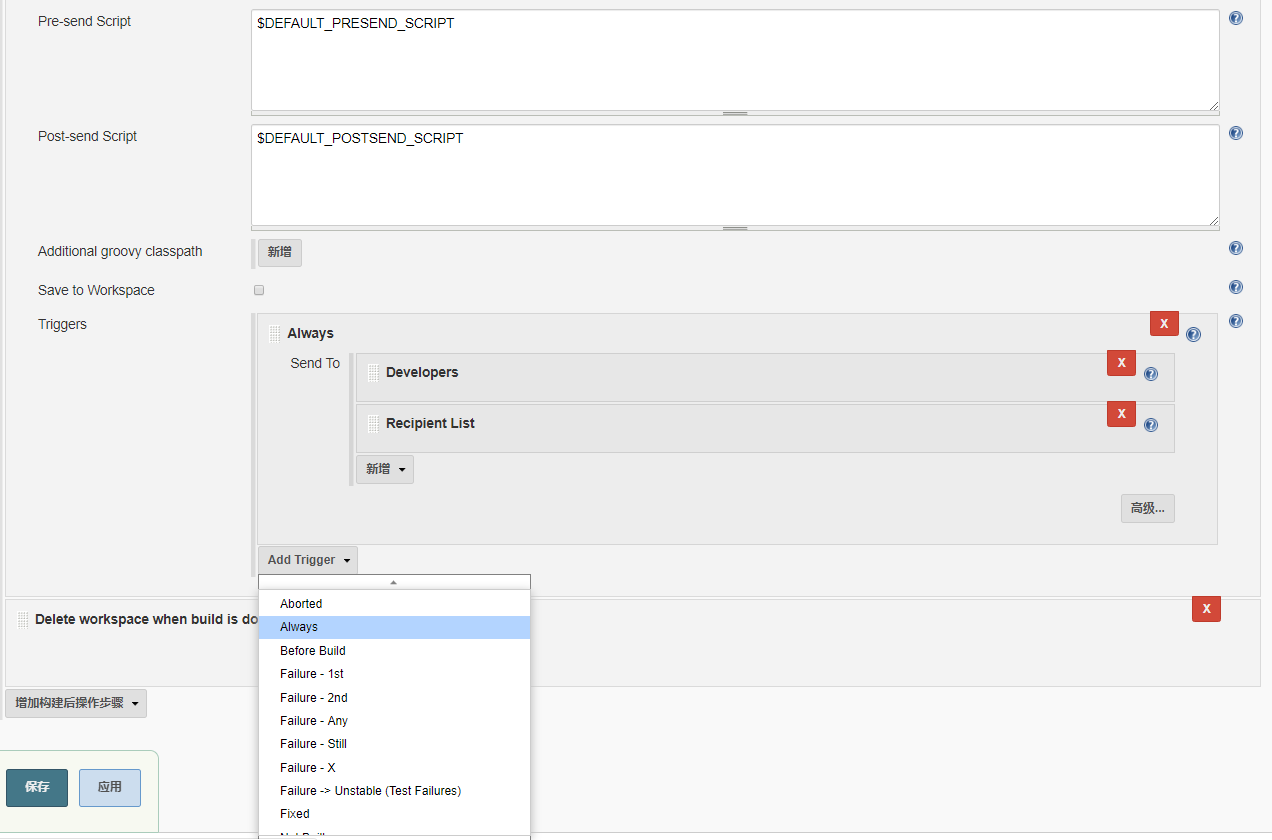 Pre-send Script
$DEFAULT_PRESEND_SCRIPT
Post-send Script
$DEFAULT_POSTSEND_SCRIPT
Additional groovy classpath
新增
Save to Workspace
Triggers
Always
X
Send To
Developers
X
Recipient List
X
新增
高级...
Add Trigger
Aborted
Always
Before Build
Failure - 1st
Failure - 2nd
Failure - Any
Failure - Still
Failure - X
Failure -> Unstable (Test Failures)
Fixed
Delete workspace when build is do
X
增加构建后操作步骤
保存
应用